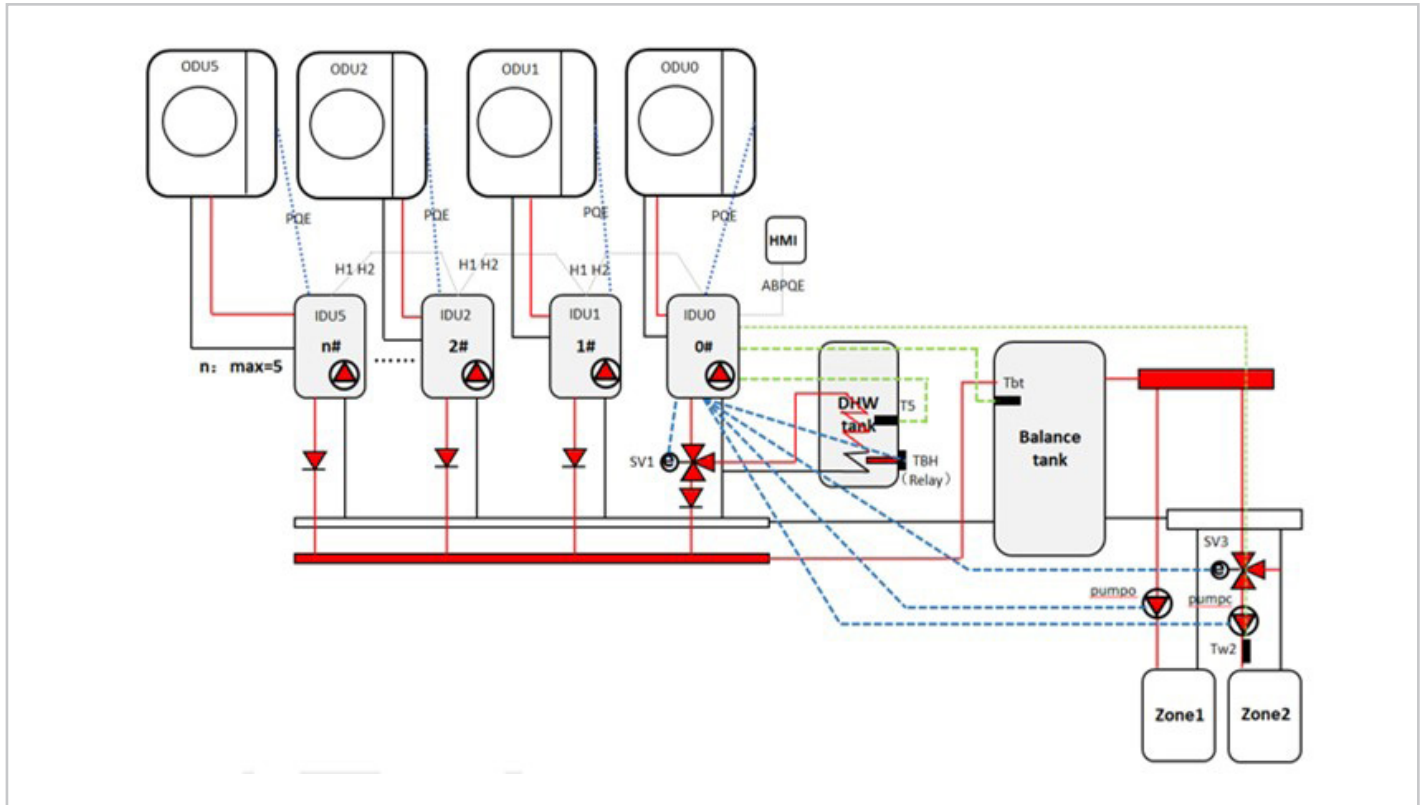 ODU5
ODU2
ODU1
ODU0
PQE
PQE
PQE
PQE
HMI
H1 H2
H1 H2
H1 H2
ABPQE
IDU5
IDU2
IDU1
IDU0
n#
2#
1#
0#
n： max=5
......
Tbt
DHW
tank
T5
Balance
tank
SV1
TBH
（Relay）
SV3
pumpo
pumpc
Tw2
Zone1
Zone2